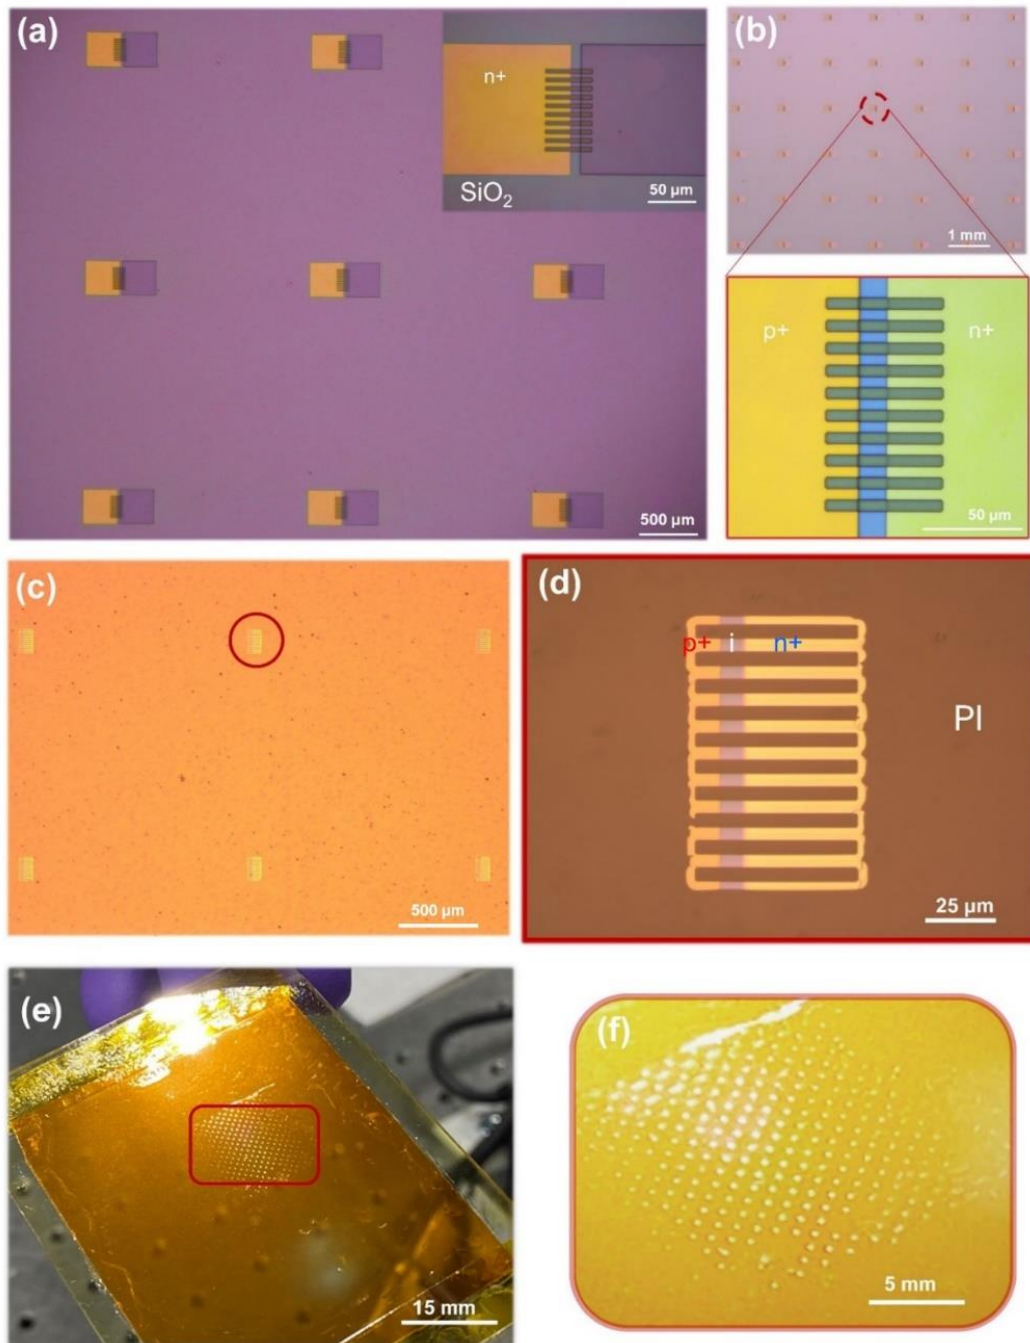 (a)
n+
SiO₂
50 µm
500 µm
(b)
1 mm
p+
n+
50 µm
(c)
500 µm
(d)
p+ i n+
PI
25 µm
(e)
15 mm
(f)
5 mm